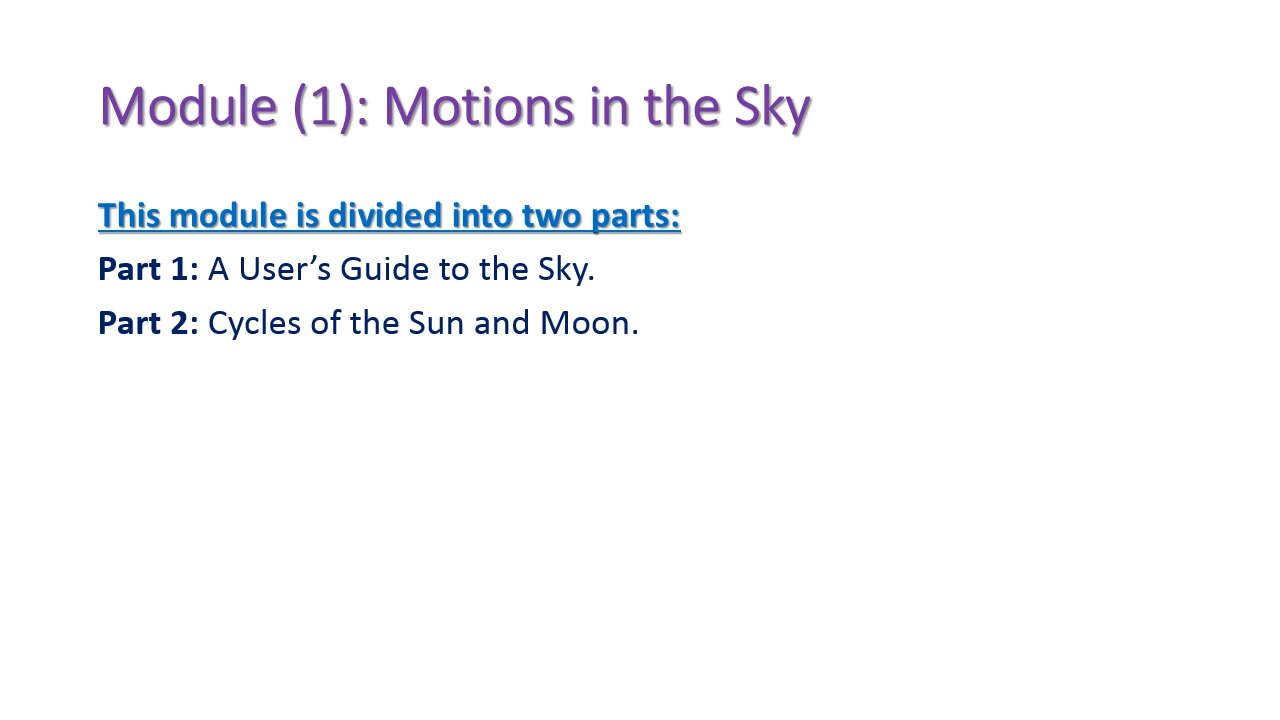 Module (1): Motions in the Sky
This module is divided into two parts:
Part 1: A User’s Guide to the Sky.
Part 2: Cycles of the Sun and Moon.